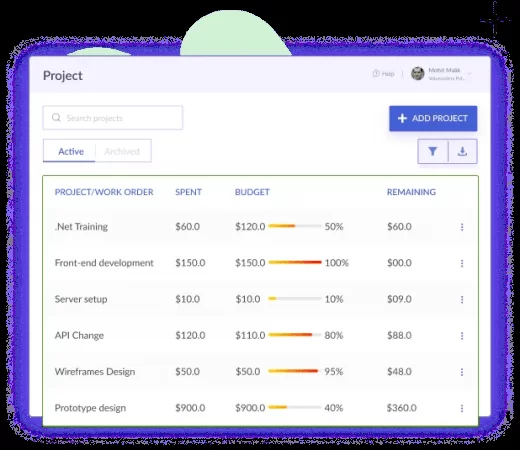 Project
Help
Mohit Malik
Search projects
+ ADD PROJECT
Active Archived
PROJECT/WORK ORDER SPENT BUDGET REMAINING
.Net Training $60.0 $120.0 50% $60.0
Front-end development $150.0 $150.0 100% $00.0
Server setup $10.0 $10.0 10% $09.0
API Change $120.0 $110.0 80% $88.0
Wireframes Design $50.0 $50.0 95% $48.0
Prototype design $900.0 $900.0 40% $360.0